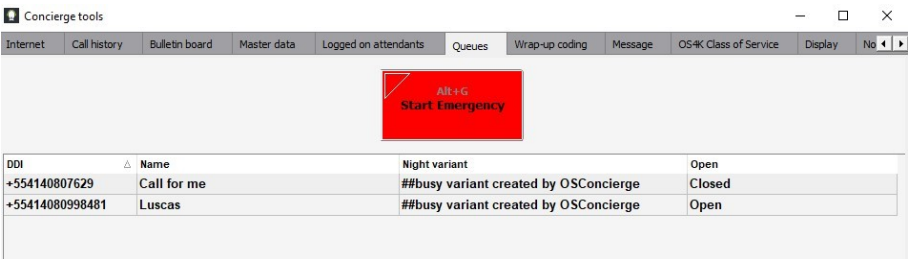 Concierge tools
Internet Call history Bulletin board Master data Logged on attendants Queues Wrap-up coding Message OS4K Class of Service Display No
Alt+G
Start Emergency
DDI Name Night variant Open
+554140807629 Call for me ##busy variant created by OSConcierge Closed
+55414080998481 Luscas ##busy variant created by OSConcierge Open